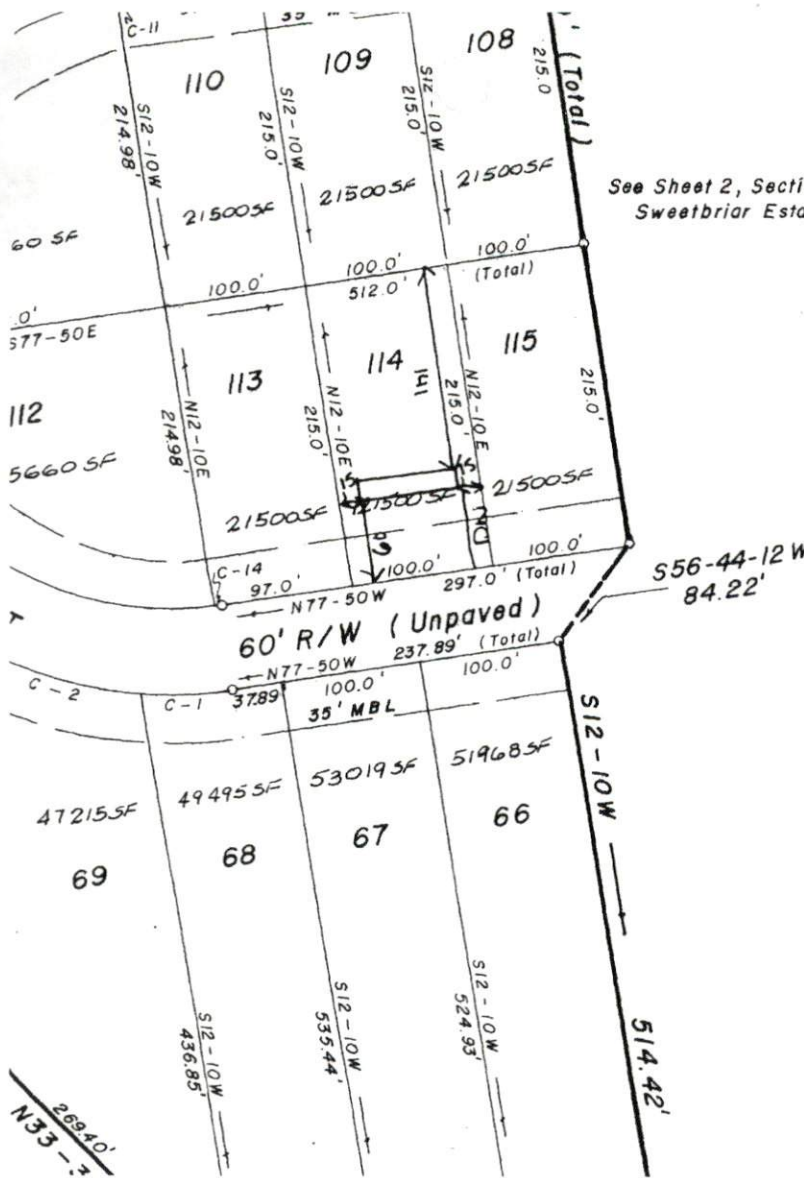 C-11
108
109
110
215.0
' (Total)
S12-10W
215.0'
S12-10W
215.0'
S12-10W
214.98'
See Sheet 2, Secti
Sweetbriar Esta
21500SF
21500SF
21500SF
60 SF
100.0'
(Total)
100.0'
512.0'
100.0'
.0'
S77-50E
115
114
113
112
141
215.0'
N12-10E
215.0'
N12-10E
215.0'
N12-10E
214.98'
5660 SF
15
15
21500SF
21500SF
21500SF
C-14
97.0'
100.0'
100.0'
297.0' (Total)
N77-50W
S56-44-12W
84.22'
60' R/W (Unpaved)
237.89' (Total)
N77-50W
C-2
C-1
37.89
100.0'
100.0'
35' MBL
S12-10W
47215SF
49495SF
53019SF
51968SF
69
68
67
66
S12-10W
436.85'
S12-10W
535.44'
S12-10W
524.93'
514.42'
269.40'
N33-